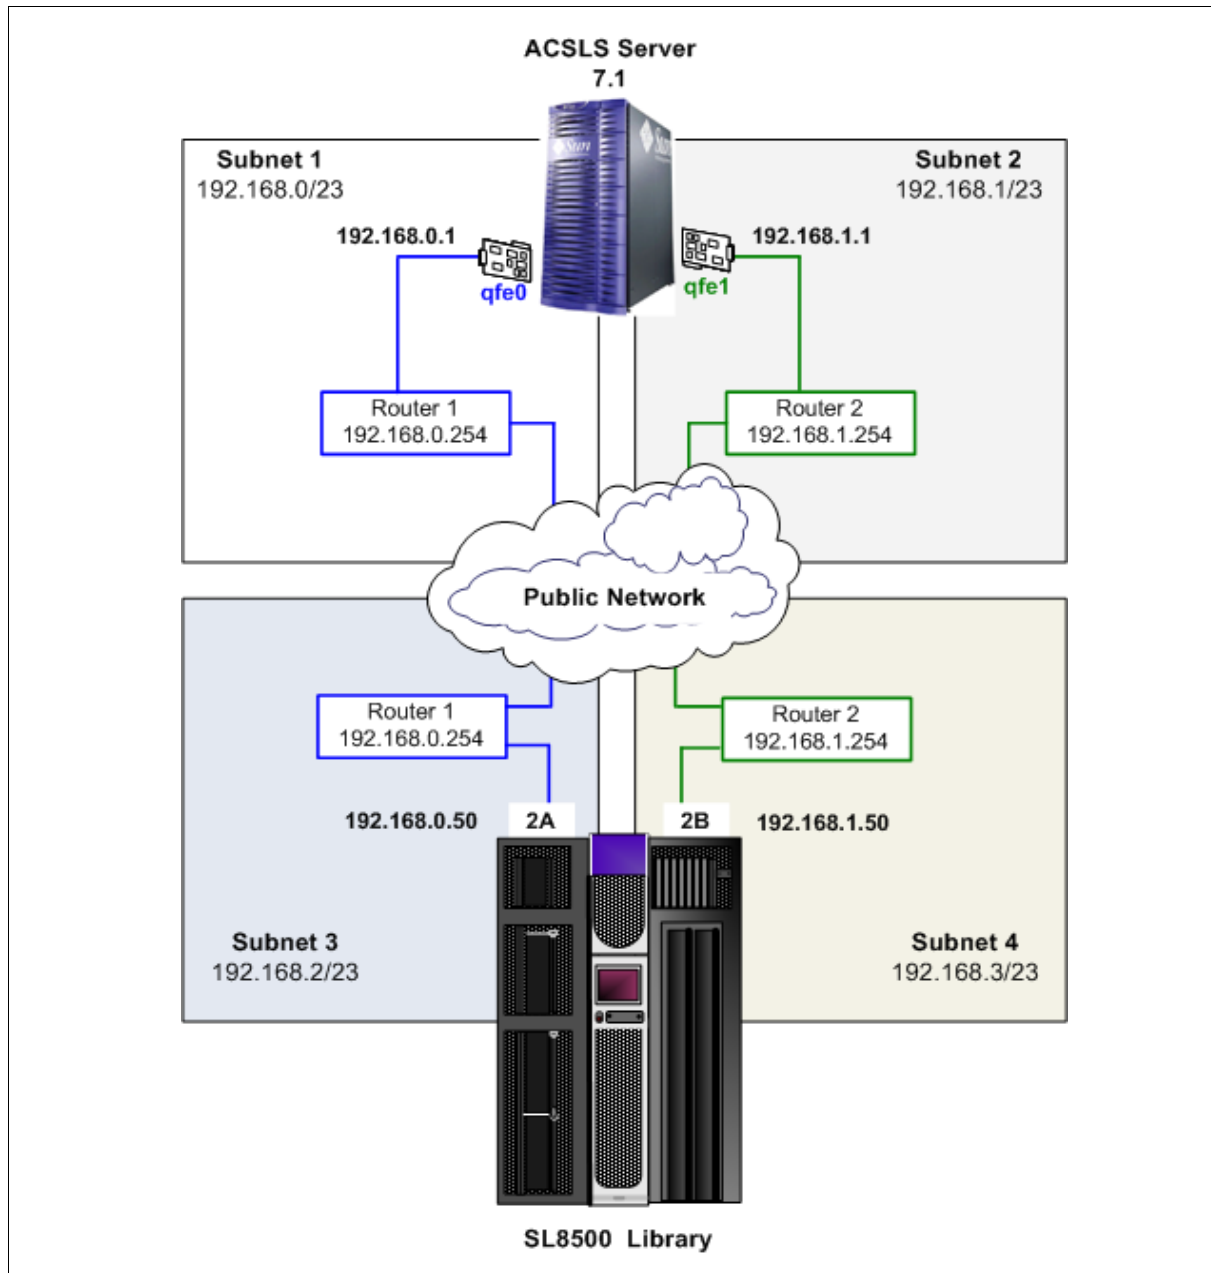 ACSLS Server
7.1
Sun
Sun
Subnet 1
192.168.0/23
Subnet 2
192.168.1/23
192.168.0.1
192.168.1.1
qfe0
qfe1
Router 1
192.168.0.254
Router 2
192.168.1.254
Public Network
Router 1
192.168.0.254
Router 2
192.168.1.254
192.168.0.50
2A
2B
192.168.1.50
Subnet 3
192.168.2/23
Subnet 4
192.168.3/23
SL8500 Library